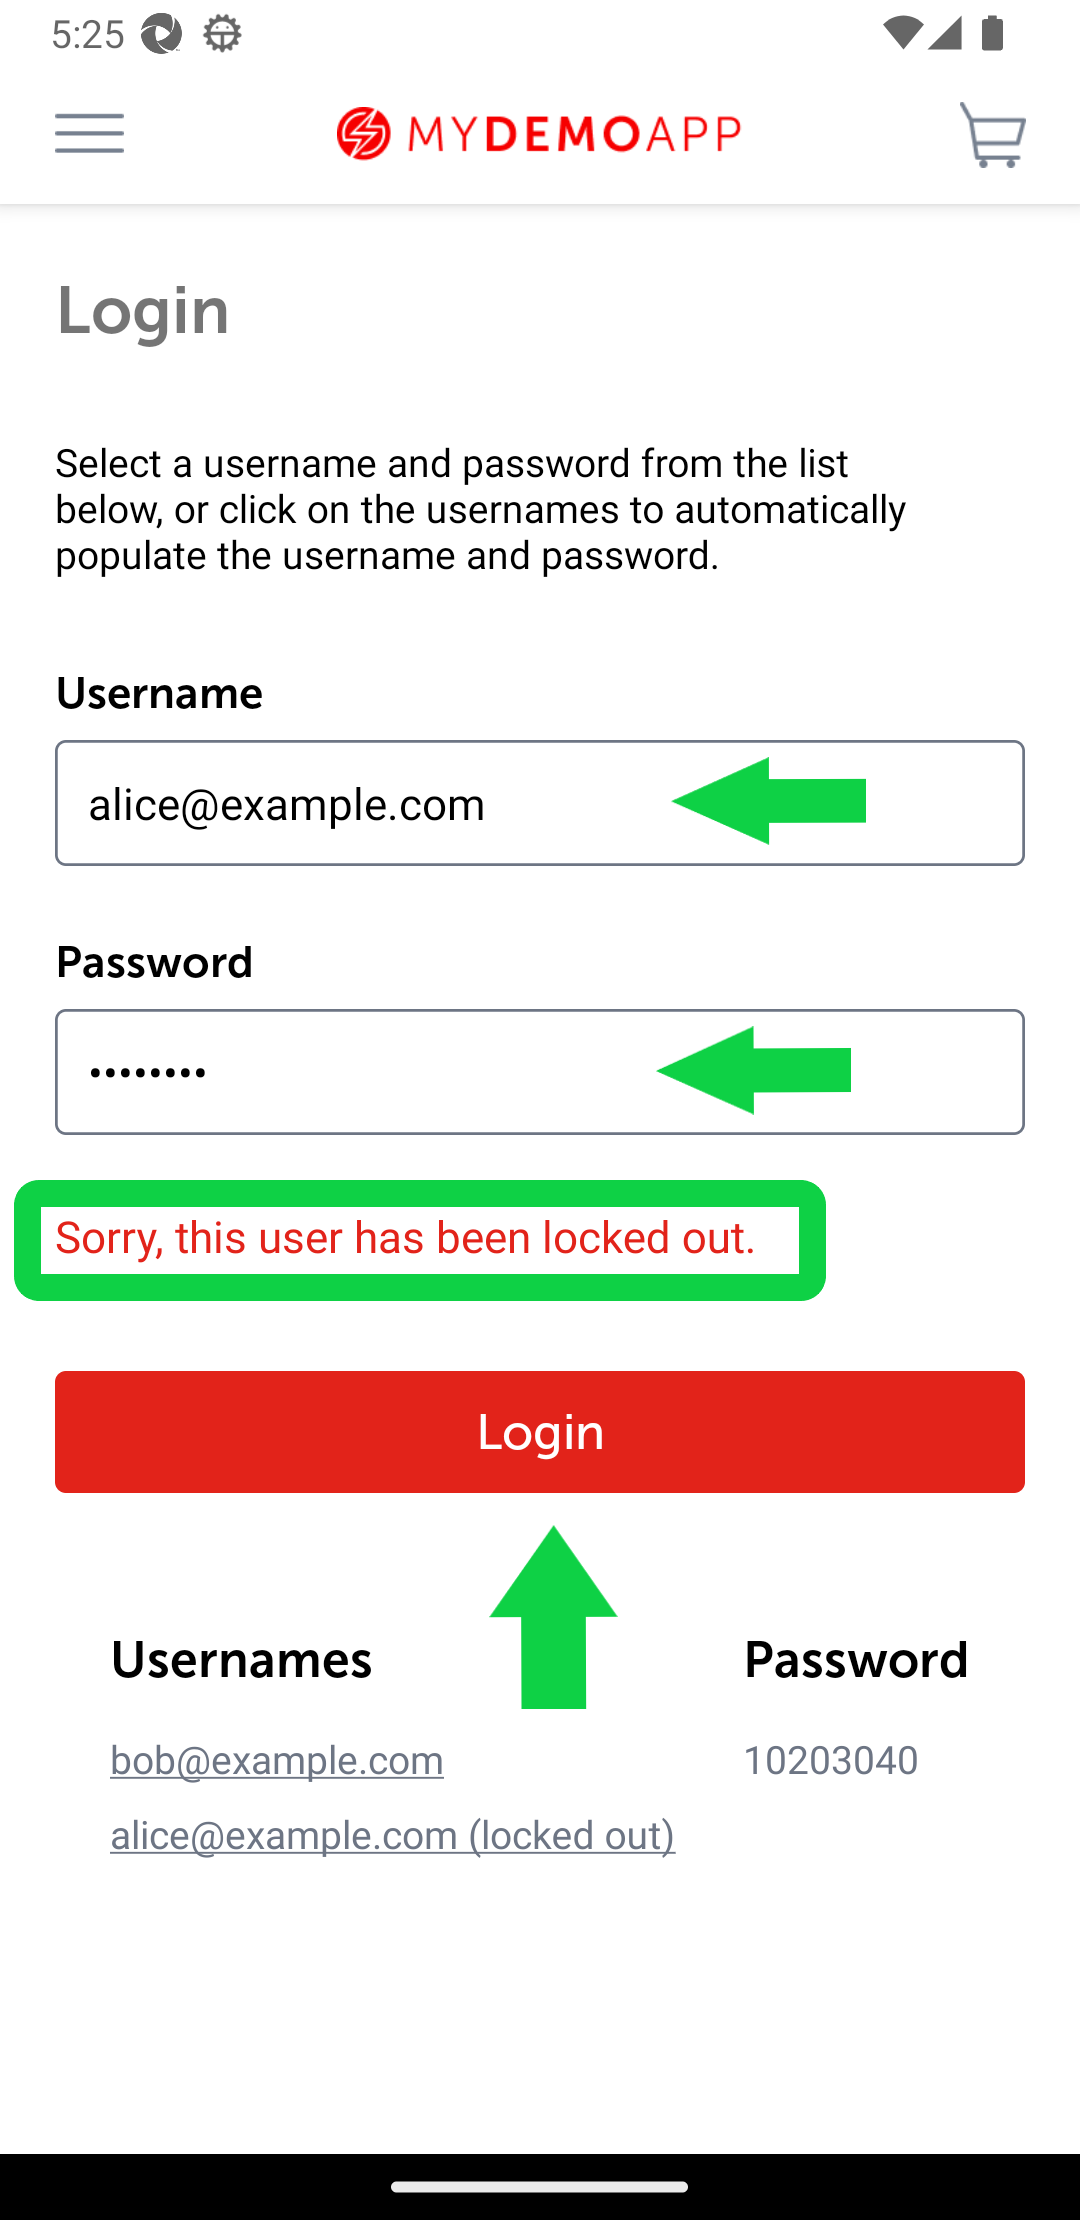 5:25
MYDEMOAPP
Login
Select a username and password from the list
below, or click on the usernames to automatically
populate the username and password.
Username
alice@example.com
Password
••••••••
Sorry, this user has been locked out.
Login
Usernames Password
bob@example.com 10203040
alice@example.com (locked out)